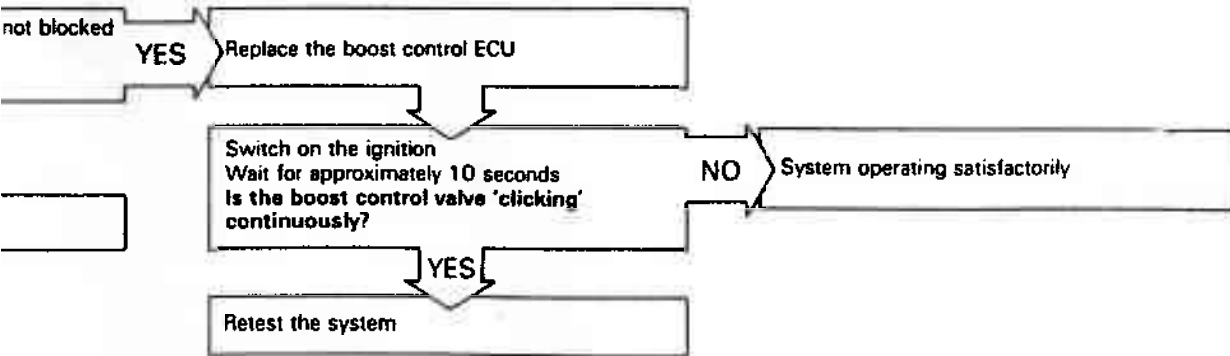 not blocked
YES
Replace the boost control ECU
Switch on the ignition
Wait for approximately 10 seconds
Is the boost control valve 'clicking'
continuously?
NO
System operating satisfactorily
YES
Retest the system